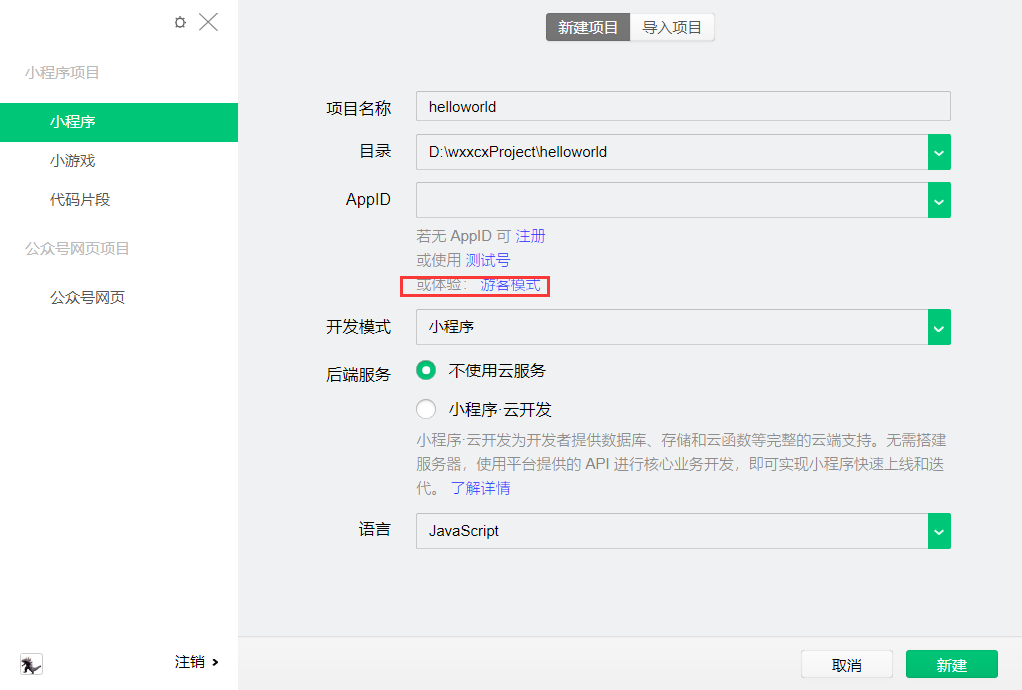 小程序项目
小程序
小游戏
代码片段
公众号网页项目
公众号网页
注销
新建项目 导入项目
项目名称 helloworld
目录 D:\wxxcxProject\helloworld
AppID
若无 AppID 可 注册
或使用 测试号
或体验： 游客模式
开发模式 小程序
后端服务 不使用云服务
小程序·云开发
小程序·云开发为开发者提供数据库、存储和云函数等完整的云端支持。无需搭建
服务器，使用平台提供的 API 进行核心业务开发，即可实现小程序快速上线和迭
代。 了解详情
语言 JavaScript
取消 新建